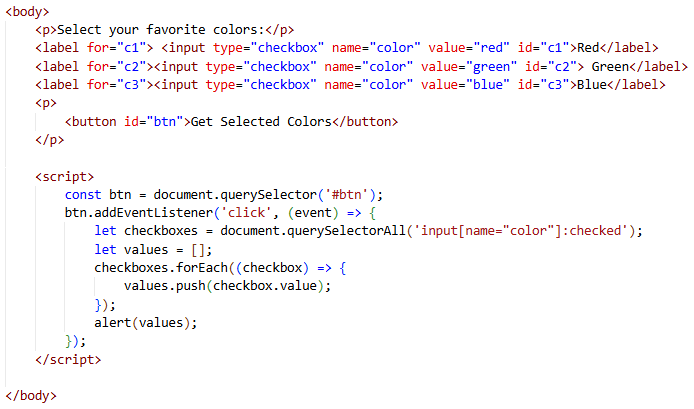 <body>
    <p>Select your favorite colors:</p>
    <label for="c1"> <input type="checkbox" name="color" value="red" id="c1">Red</label>
    <label for="c2"><input type="checkbox" name="color" value="green" id="c2"> Green</label>
    <label for="c3"><input type="checkbox" name="color" value="blue" id="c3">Blue</label>
    <p>
        <button id="btn">Get Selected Colors</button>
    </p>

    <script>
        const btn = document.querySelector('#btn');
        btn.addEventListener('click', (event) => {
            let checkboxes = document.querySelectorAll('input[name="color"]:checked');
            let values = [];
            checkboxes.forEach((checkbox) => {
                values.push(checkbox.value);
            });
            alert(values);
        });
    </script>

</body>